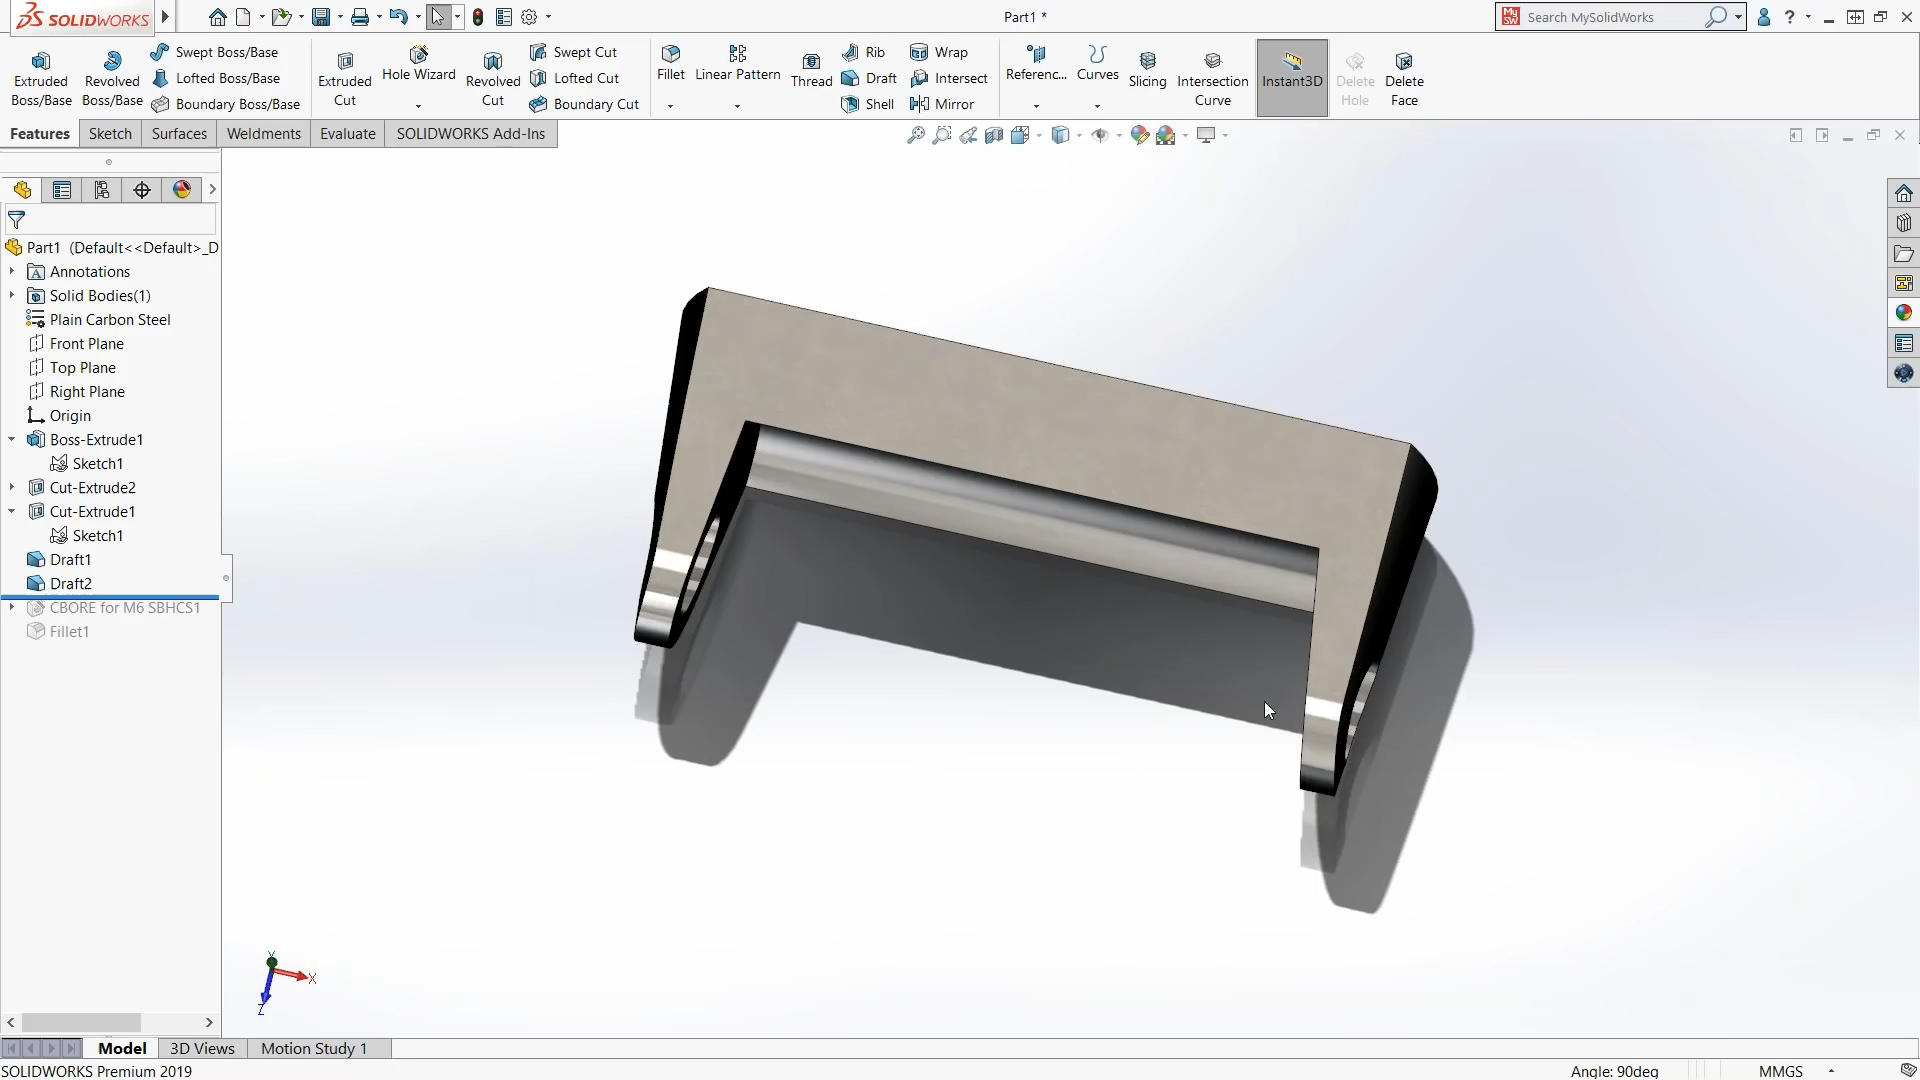 SOLIDWORKS
Part1 *
Search MySolidWorks
Extruded Boss/Base
Revolved Boss/Base
Swept Boss/Base
Lofted Boss/Base
Boundary Boss/Base
Extruded Cut
Hole Wizard
Revolved Cut
Swept Cut
Lofted Cut
Boundary Cut
Fillet
Linear Pattern
Thread
Rib
Draft
Shell
Wrap
Intersect
Mirror
Referenc...
Curves
Slicing
Intersection Curve
Instant3D
Delete Hole
Delete Face
Features
Sketch
Surfaces
Weldments
Evaluate
SOLIDWORKS Add-Ins
Part1 (Default<<Default>_D
Annotations
Solid Bodies(1)
Plain Carbon Steel
Front Plane
Top Plane
Right Plane
Origin
Boss-Extrude1
Sketch1
Cut-Extrude2
Cut-Extrude1
Sketch1
Draft1
Draft2
CBORE for M6 SBHCS1
Fillet1
Y
X
Z
Model
3D Views
Motion Study 1
SOLIDWORKS Premium 2019
Angle: 90deg
MMGS